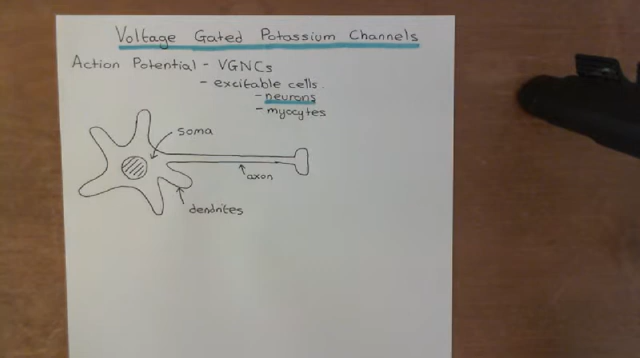 Voltage Gated Potassium Channels
Action Potential - VGNCs
- excitable cells.
- neurons
- myocytes
soma
axon
dendrites